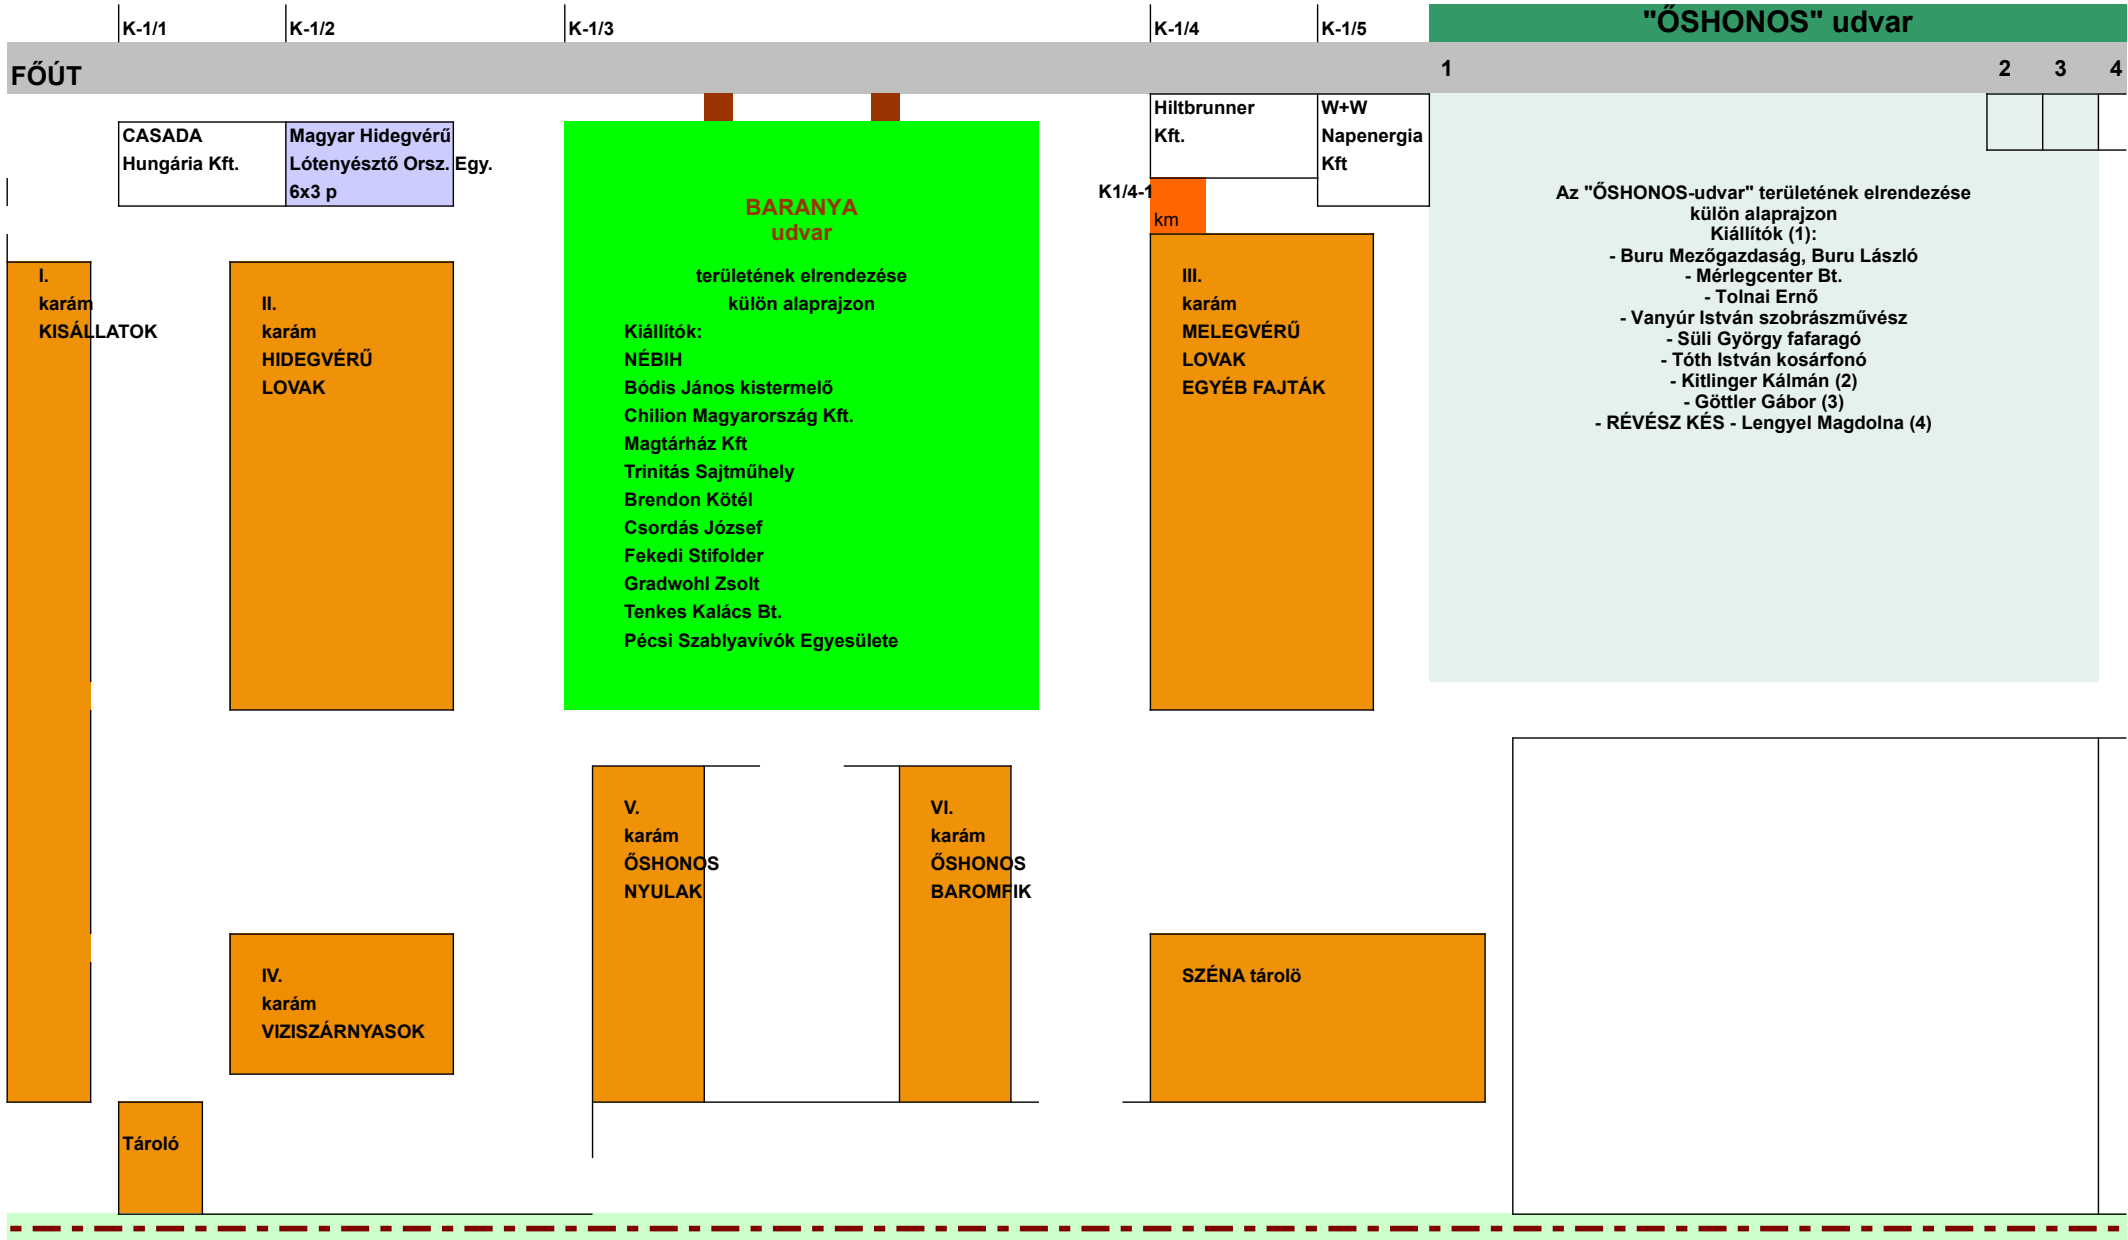 K-1/1
K-1/2
K-1/3
K-1/4
K-1/5
"ŐSHONOS" udvar
FŐÚT
1
2
3
4
CASADA
Hungária Kft.
Magyar Hidegvérű
Lótenyésztő Orsz. Egy.
6x3 p
Hiltbrunner
Kft.
W+W
Napenergia
Kft
K1/4-1
km
BARANYA
udvar
területének elrendezése
külön alaprajzon
Kiállítók:
NÉBIH
Bódis János kistermelő
Chilion Magyarország Kft.
Magtárház Kft
Trinitás Sajtműhely
Brendon Kötél
Csordás József
Fekedi Stifolder
Gradwohl Zsolt
Tenkes Kalács Bt.
Pécsi Szablyavívók Egyesülete
Az "ŐSHONOS-udvar" területének elrendezése
külön alaprajzon
Kiállítók (1):
- Buru Mezőgazdaság, Buru László
- Mérlegcenter Bt.
- Tolnai Ernő
- Vanyúr István szobrászművész
- Süli György fafaragó
- Tóth István kosárfonó
- Kitlinger Kálmán (2)
- Göttler Gábor (3)
- RÉVÉSZ KÉS - Lengyel Magdolna (4)
I.
karám
KISÁLLATOK
II.
karám
HIDEGVÉRŰ
LOVAK
III.
karám
MELEGVÉRŰ
LOVAK
EGYÉB FAJTÁK
V.
karám
ŐSHONOS
NYULAK
VI.
karám
ŐSHONOS
BAROMFIK
IV.
karám
VIZISZÁRNYASOK
SZÉNA tárolö
Tároló